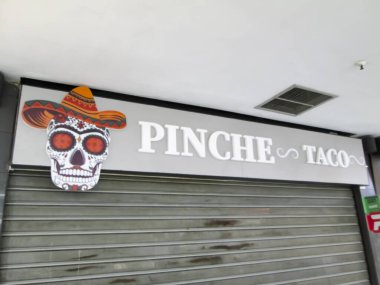 PINCHE ~ TACO ~